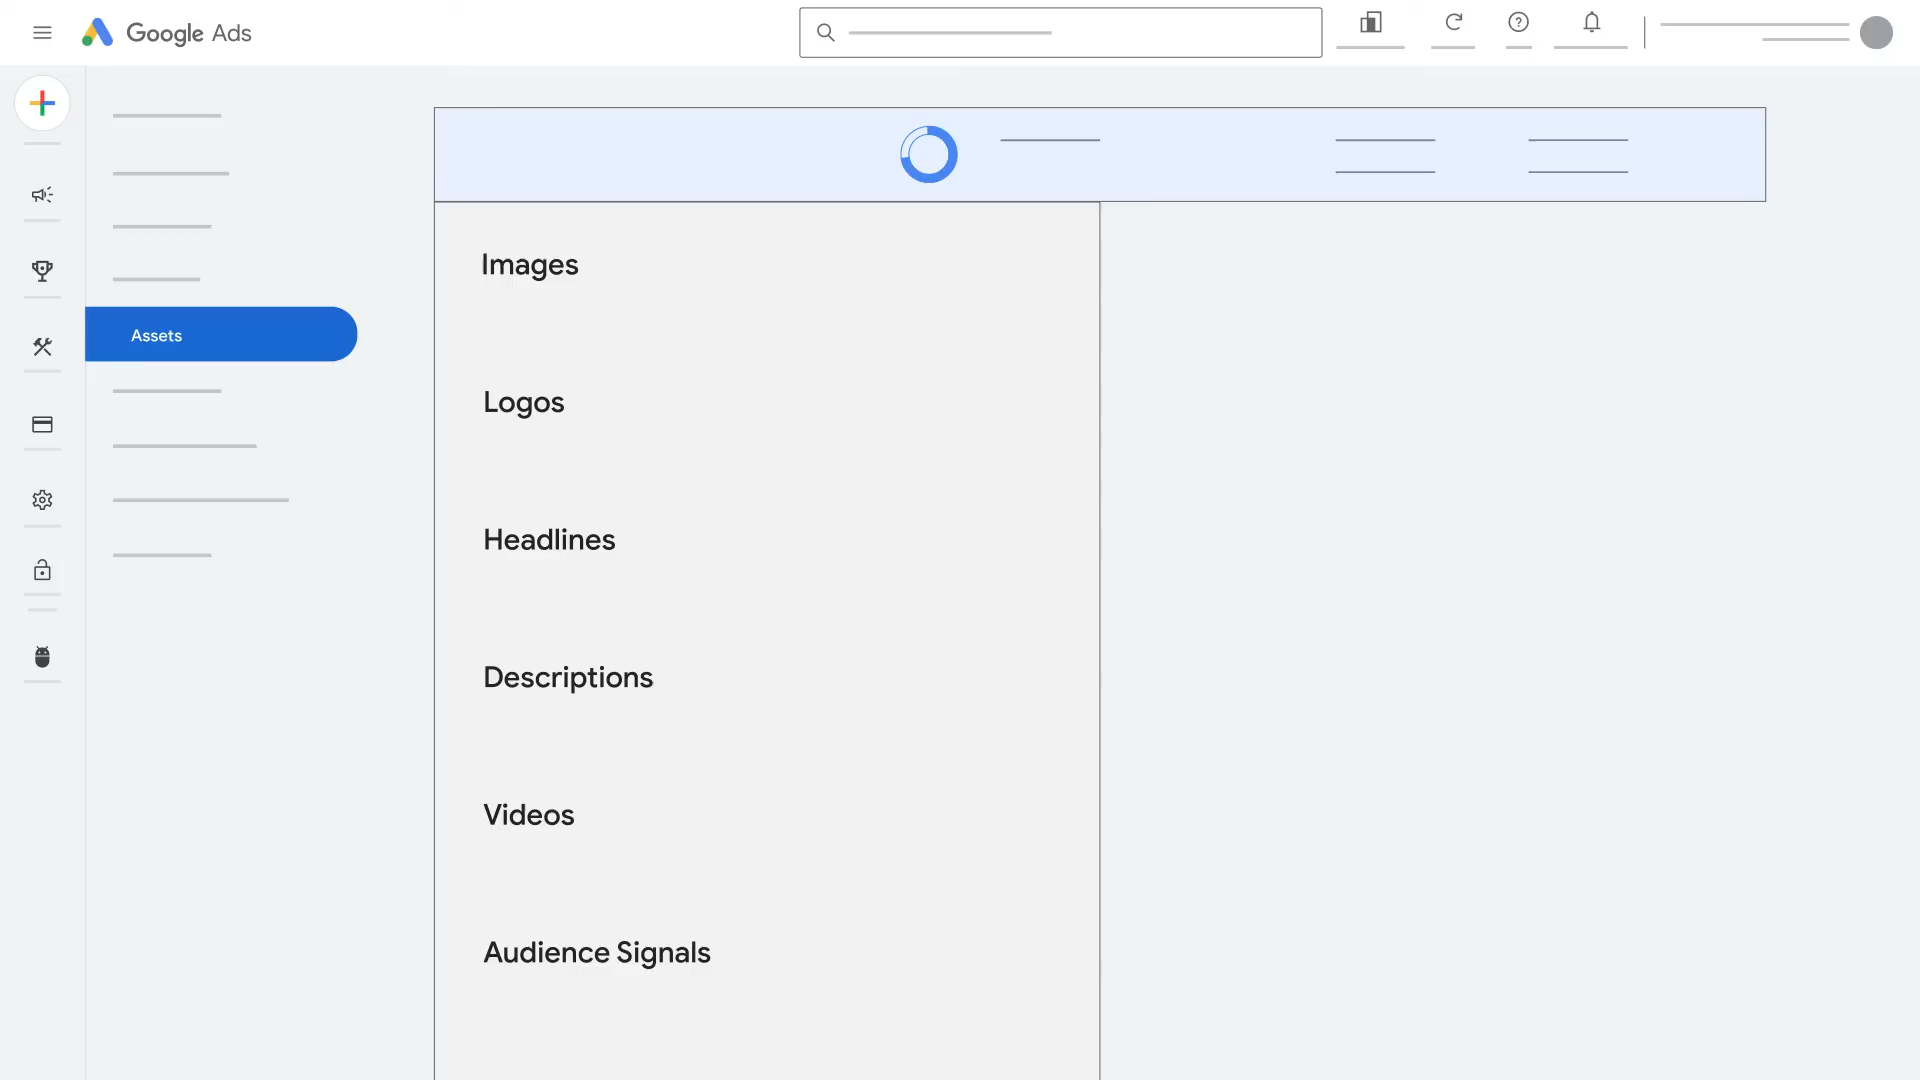 Google Ads
Assets
Images
Logos
Headlines
Descriptions
Videos
Audience Signals